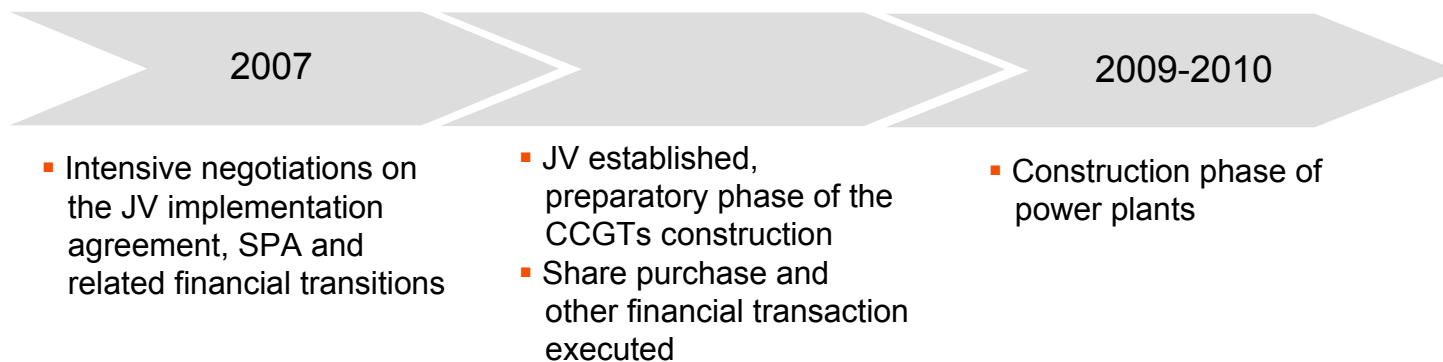 2007
2009-2010
▪ Intensive negotiations on
the JV implementation
agreement, SPA and
related financial transitions
▪ JV established,
preparatory phase of the
CCGTs construction
▪ Share purchase and
other financial transaction
executed
▪ Construction phase of
power plants